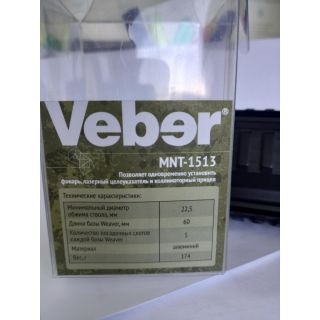 Veber®
MNT-1513
Позволяет одновременно установить
фонарь, лазерный целеуказатель и коллиматорный прицел
Технические характеристики:
Минимальный диаметр
обжима ствола, мм
22,5
Длина базы Weaver, мм
60
Количество посадочных слотов
каждой базы Weaver
5
Материал
алюминий
Вес, г
174